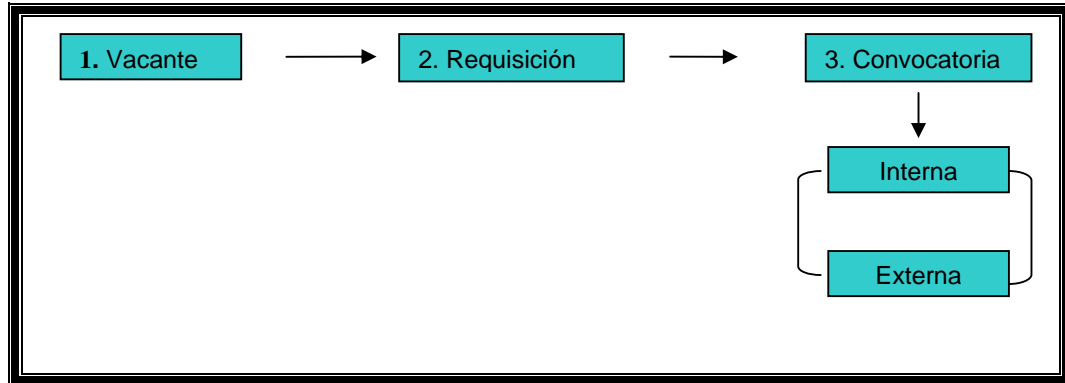 1. Vacante
2. Requisición
3. Convocatoria
Interna
Externa